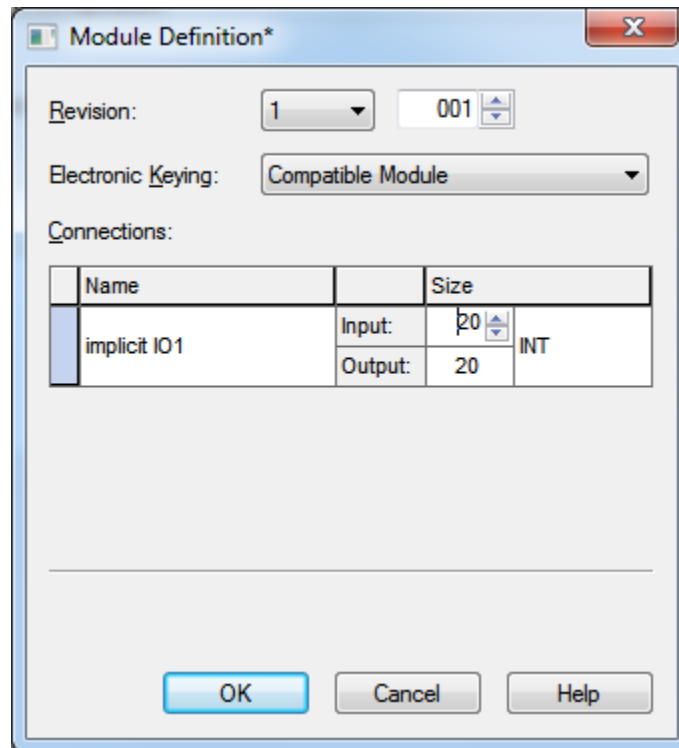 Module Definition*
Revision: 1 001
Electronic Keying: Compatible Module
Connections:
Name Size
implicit IO1 Input: 20 INT
Output: 20
OK Cancel Help